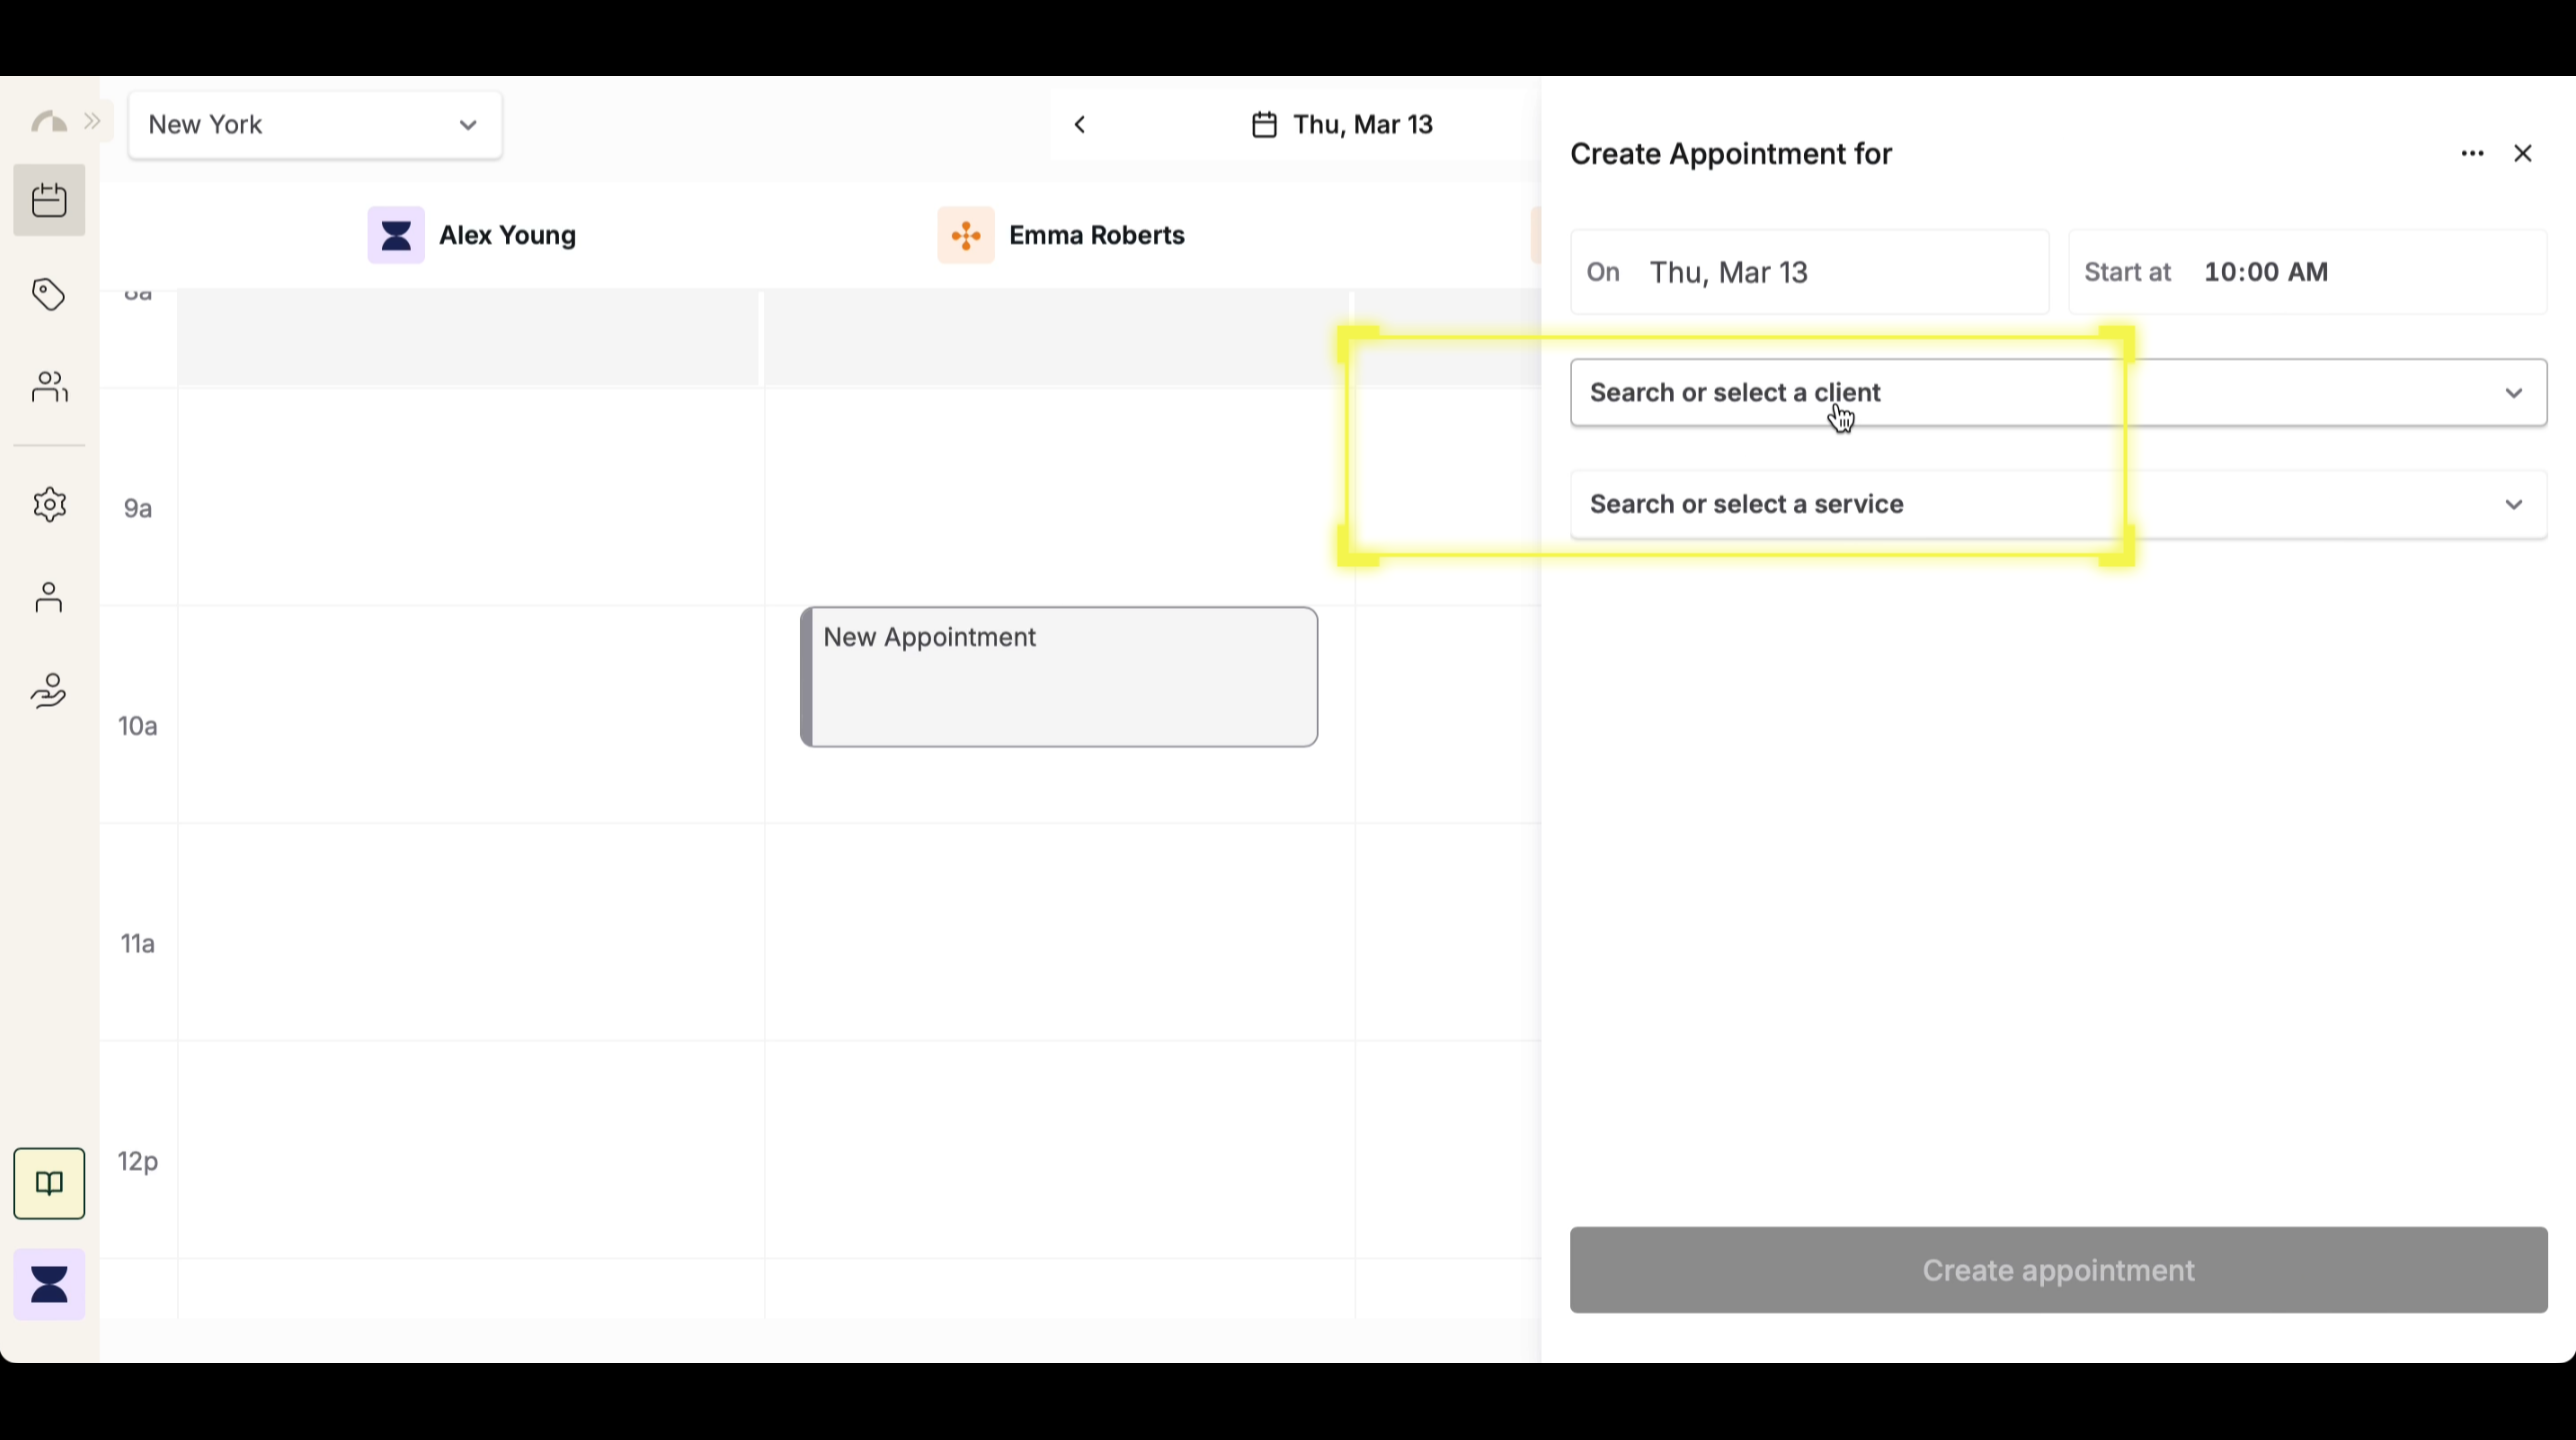 New York
Thu, Mar 13
Alex Young
Emma Roberts
8a
9a
10a
11a
12p
New Appointment
Create Appointment for
On Thu, Mar 13
Start at 10:00 AM
Search or select a client
Search or select a service
Create appointment